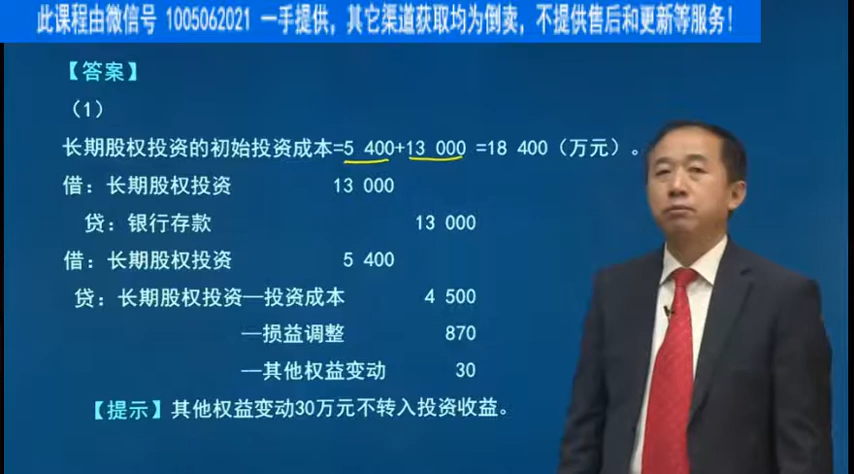 此课程由微信号 1005062021 一手提供，其它渠道获取均为倒卖，不提供售后和更新等服务！
【答案】
（1）
长期股权投资的初始投资成本=5 400+13 000 =18 400（万元）。
借：长期股权投资 13 000
贷：银行存款 13 000
借：长期股权投资 5 400
贷：长期股权投资—投资成本 4 500
—损益调整 870
—其他权益变动 30
【提示】其他权益变动30万元不转入投资收益。